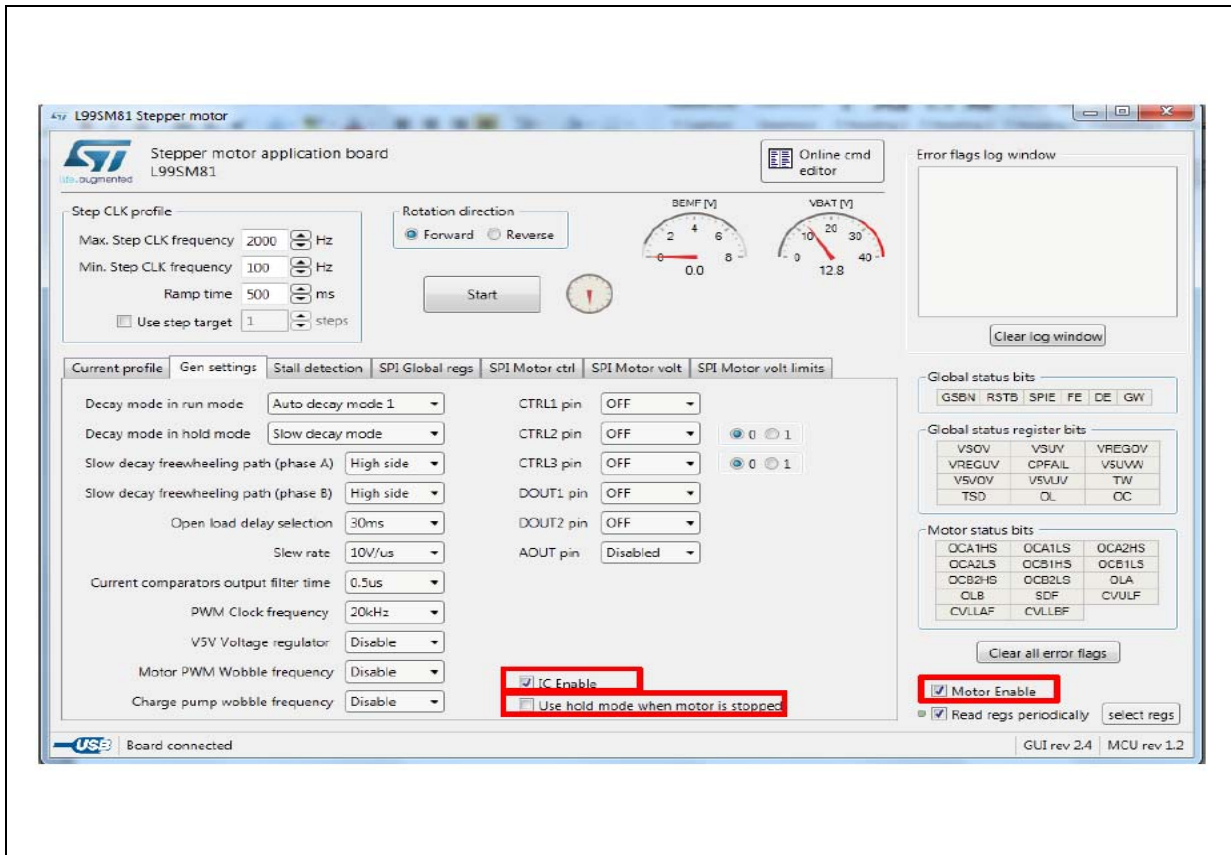 L99SM81 Stepper motor
ST
life.augmented
Stepper motor application board
L99SM81
Online cmd
editor
Step CLK profile
Max. Step CLK frequency 2000 Hz
Min. Step CLK frequency 100 Hz
Ramp time 500 ms
Use step target 1 steps
Rotation direction
Forward Reverse
Start
BEMF [V]
0 2 4 6 8
0.0
VBAT [V]
0 10 20 30 40
12.8
Error flags log window
Clear log window
Current profile Gen settings Stall detection SPI Global regs SPI Motor ctrl SPI Motor volt SPI Motor volt limits
Decay mode in run mode Auto decay mode 1
Decay mode in hold mode Slow decay mode
Slow decay freewheeling path (phase A) High side
Slow decay freewheeling path (phase B) High side
Open load delay selection 30ms
Slew rate 10V/us
Current comparators output filter time 0.5us
PWM Clock frequency 20kHz
V5V Voltage regulator Disable
Motor PWM Wobble frequency Disable
Charge pump wobble frequency Disable
CTRL1 pin OFF
CTRL2 pin OFF 0 1
CTRL3 pin OFF 0 1
DOUT1 pin OFF
DOUT2 pin OFF
AOUT pin Disabled
IC Enable
Use hold mode when motor is stopped
Global status bits
GSBN RSTB SPIE FE DE GW
Global status register bits
VSOV VSUV VREGOV
VREGUV CPFAIL V5UVW
V5VOV V5VUV TW
TSD OL OC
Motor status bits
OCA1HS OCA1LS OCA2HS
OCA2LS OCB1HS OCB1LS
OCB2HS OCB2LS OLA
OLB SDF CVULF
CVLLAF CVLLBF
Clear all error flags
Motor Enable
Read regs periodically select regs
USB Board connected
GUI rev 2.4 MCU rev 1.2